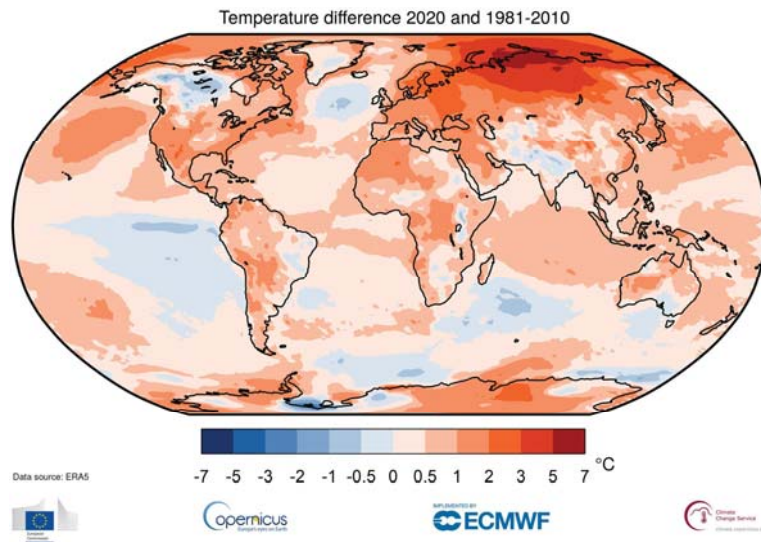 Temperature difference 2020 and 1981-2010
-7 -5 -3 -2 -1 -0.5 0 0.5 1 2 3 5 7 °C
Data source: ERA5
European
Commission
Copernicus
Europe's eyes on Earth
IMPLEMENTED BY
ECMWF
Climate
Change Service